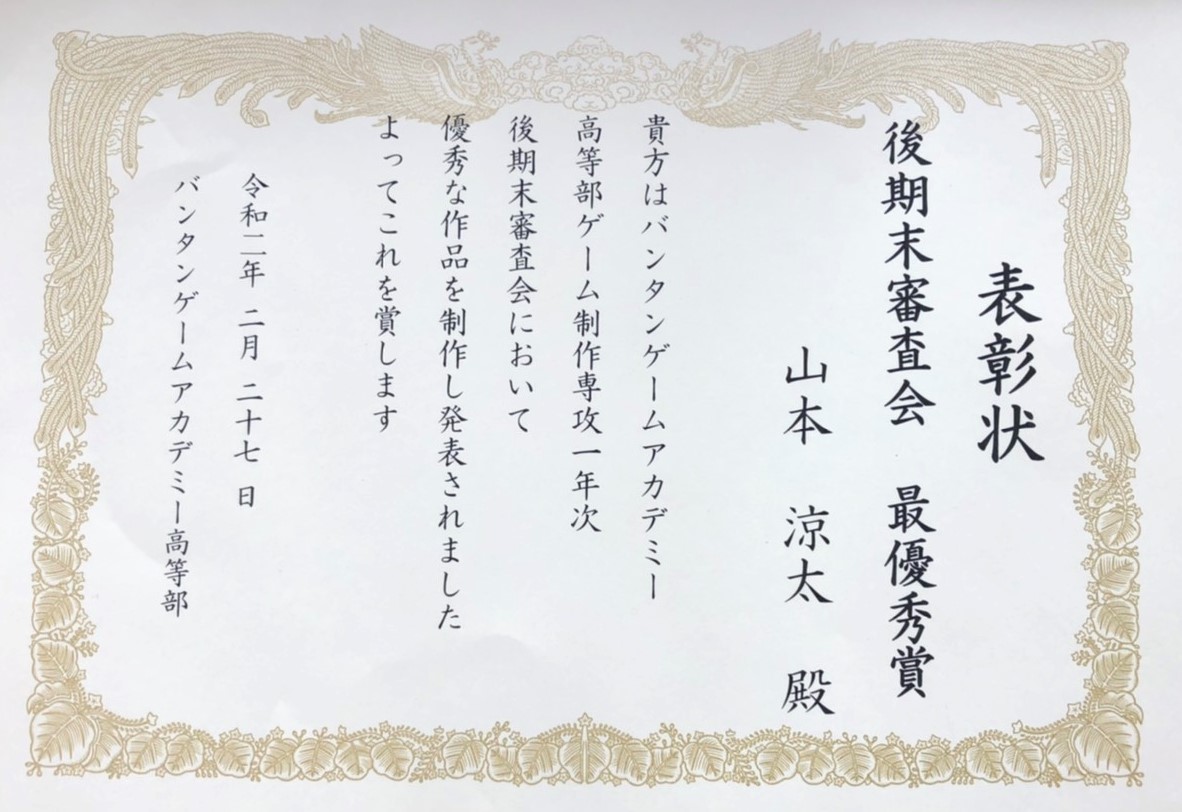 表彰状
後期末審査会　最優秀賞
山本　涼太　殿
貴方はバンタンゲームアカデミー
高等部ゲーム制作専攻一年次
後期末審査会において
優秀な作品を制作し発表されました
よってこれを賞します
令和二年 二月 二十七 日
バンタンゲームアカデミー高等部